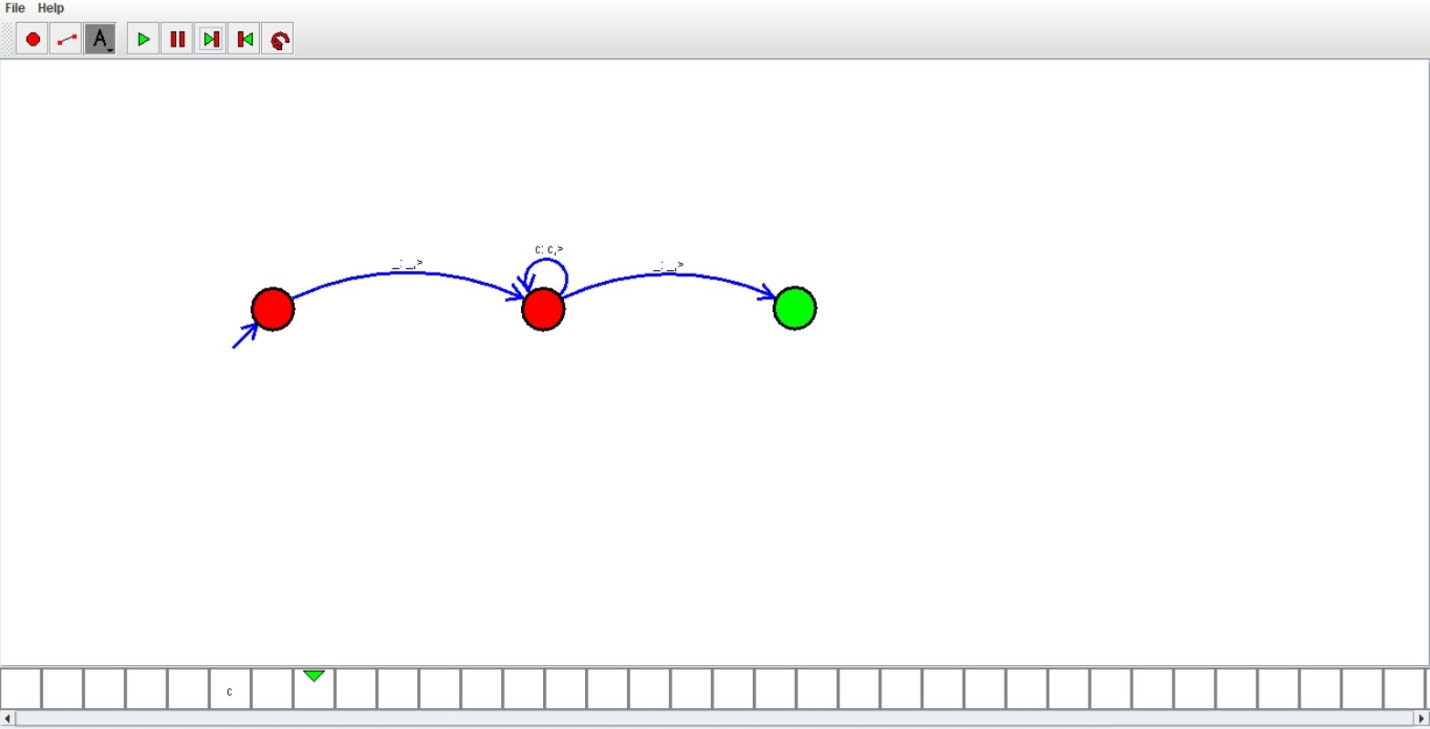 File Help
A
_: _,>
c: c,>
_: _,>
c